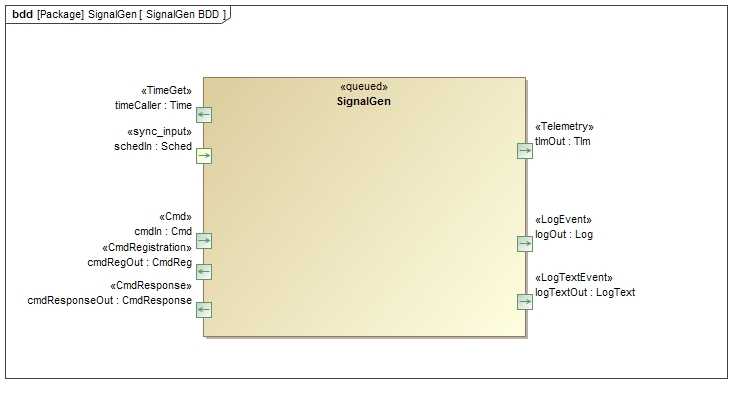 bdd [Package] SignalGen [ SignalGen BDD ]
«queued»
SignalGen
«TimeGet»
timeCaller : Time
«sync_input»
schedIn : Sched
«Cmd»
cmdIn : Cmd
«CmdRegistration»
cmdRegOut : CmdReg
«CmdResponse»
cmdResponseOut : CmdResponse
«Telemetry»
tlmOut : Tlm
«LogEvent»
logOut : Log
«LogTextEvent»
logTextOut : LogText